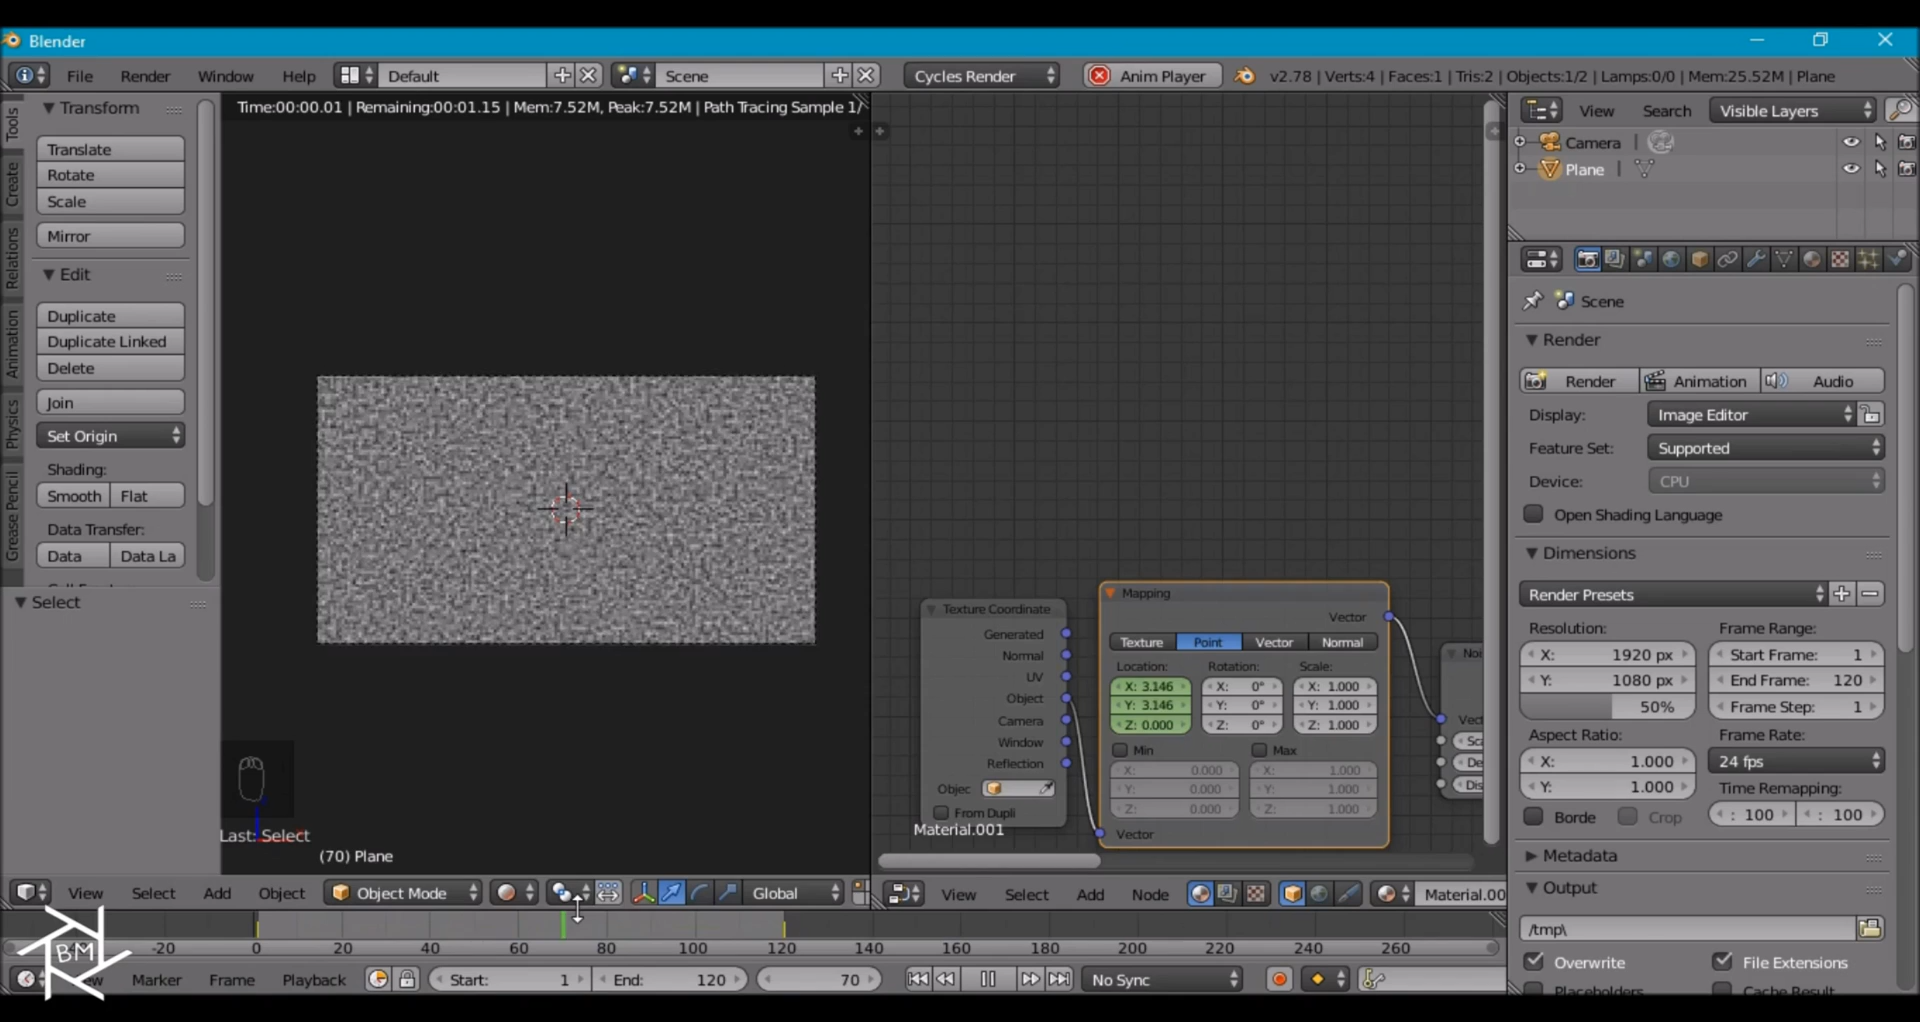 Blender
File Render Window Help Default Scene Cycles Render Anim Player v2.78 | Verts:4 | Faces:1 | Tris:2 | Objects:1/2 | Lamps:0/0 | Mem:25.52M | Plane
Tools
Create
Relations
Animation
Physics
Grease Pencil
Transform
Translate
Rotate
Scale
Mirror
Edit
Duplicate
Duplicate Linked
Delete
Join
Set Origin
Shading:
Smooth Flat
Data Transfer:
Data Data La
Select
Time:00:00.01 | Remaining:00:01.15 | Mem:7.52M, Peak:7.52M | Path Tracing Sample 1/
Last: Select
(70) Plane
View Select Add Object Object Mode Global
Texture Coordinate
Generated
Normal
UV
Object
Camera
Window
Reflection
Objec
From Dupli
Material.001
Mapping
Vector
Texture Point Vector Normal
Location: Rotation: Scale:
X: 3.146 X: 0° X: 1.000
Y: 3.146 Y: 0° Y: 1.000
Z: 0.000 Z: 0° Z: 1.000
Min Max
X: 0.000 X: 1.000
Y: 0.000 Y: 1.000
Z: 0.000 Z: 1.000
Vector
Noi
Vect
Sca
De
Dis
View Select Add Node Material.00
View Search Visible Layers
Camera
Plane
Scene
Render
Render Animation Audio
Display: Image Editor
Feature Set: Supported
Device: CPU
Open Shading Language
Dimensions
Render Presets
Resolution: Frame Range:
X: 1920 px Start Frame: 1
Y: 1080 px End Frame: 120
50% Frame Step: 1
Aspect Ratio: Frame Rate:
X: 1.000 24 fps
Y: 1.000 Time Remapping:
Borde Crop : 100 : 100
Metadata
Output
/tmp\
Overwrite File Extensions
Placeholders Cache Result
-20 0 20 40 60 80 100 120 140 160 180 200 220 240 260
BM
Marker Frame Playback Start: 1 End: 120 70 No Sync